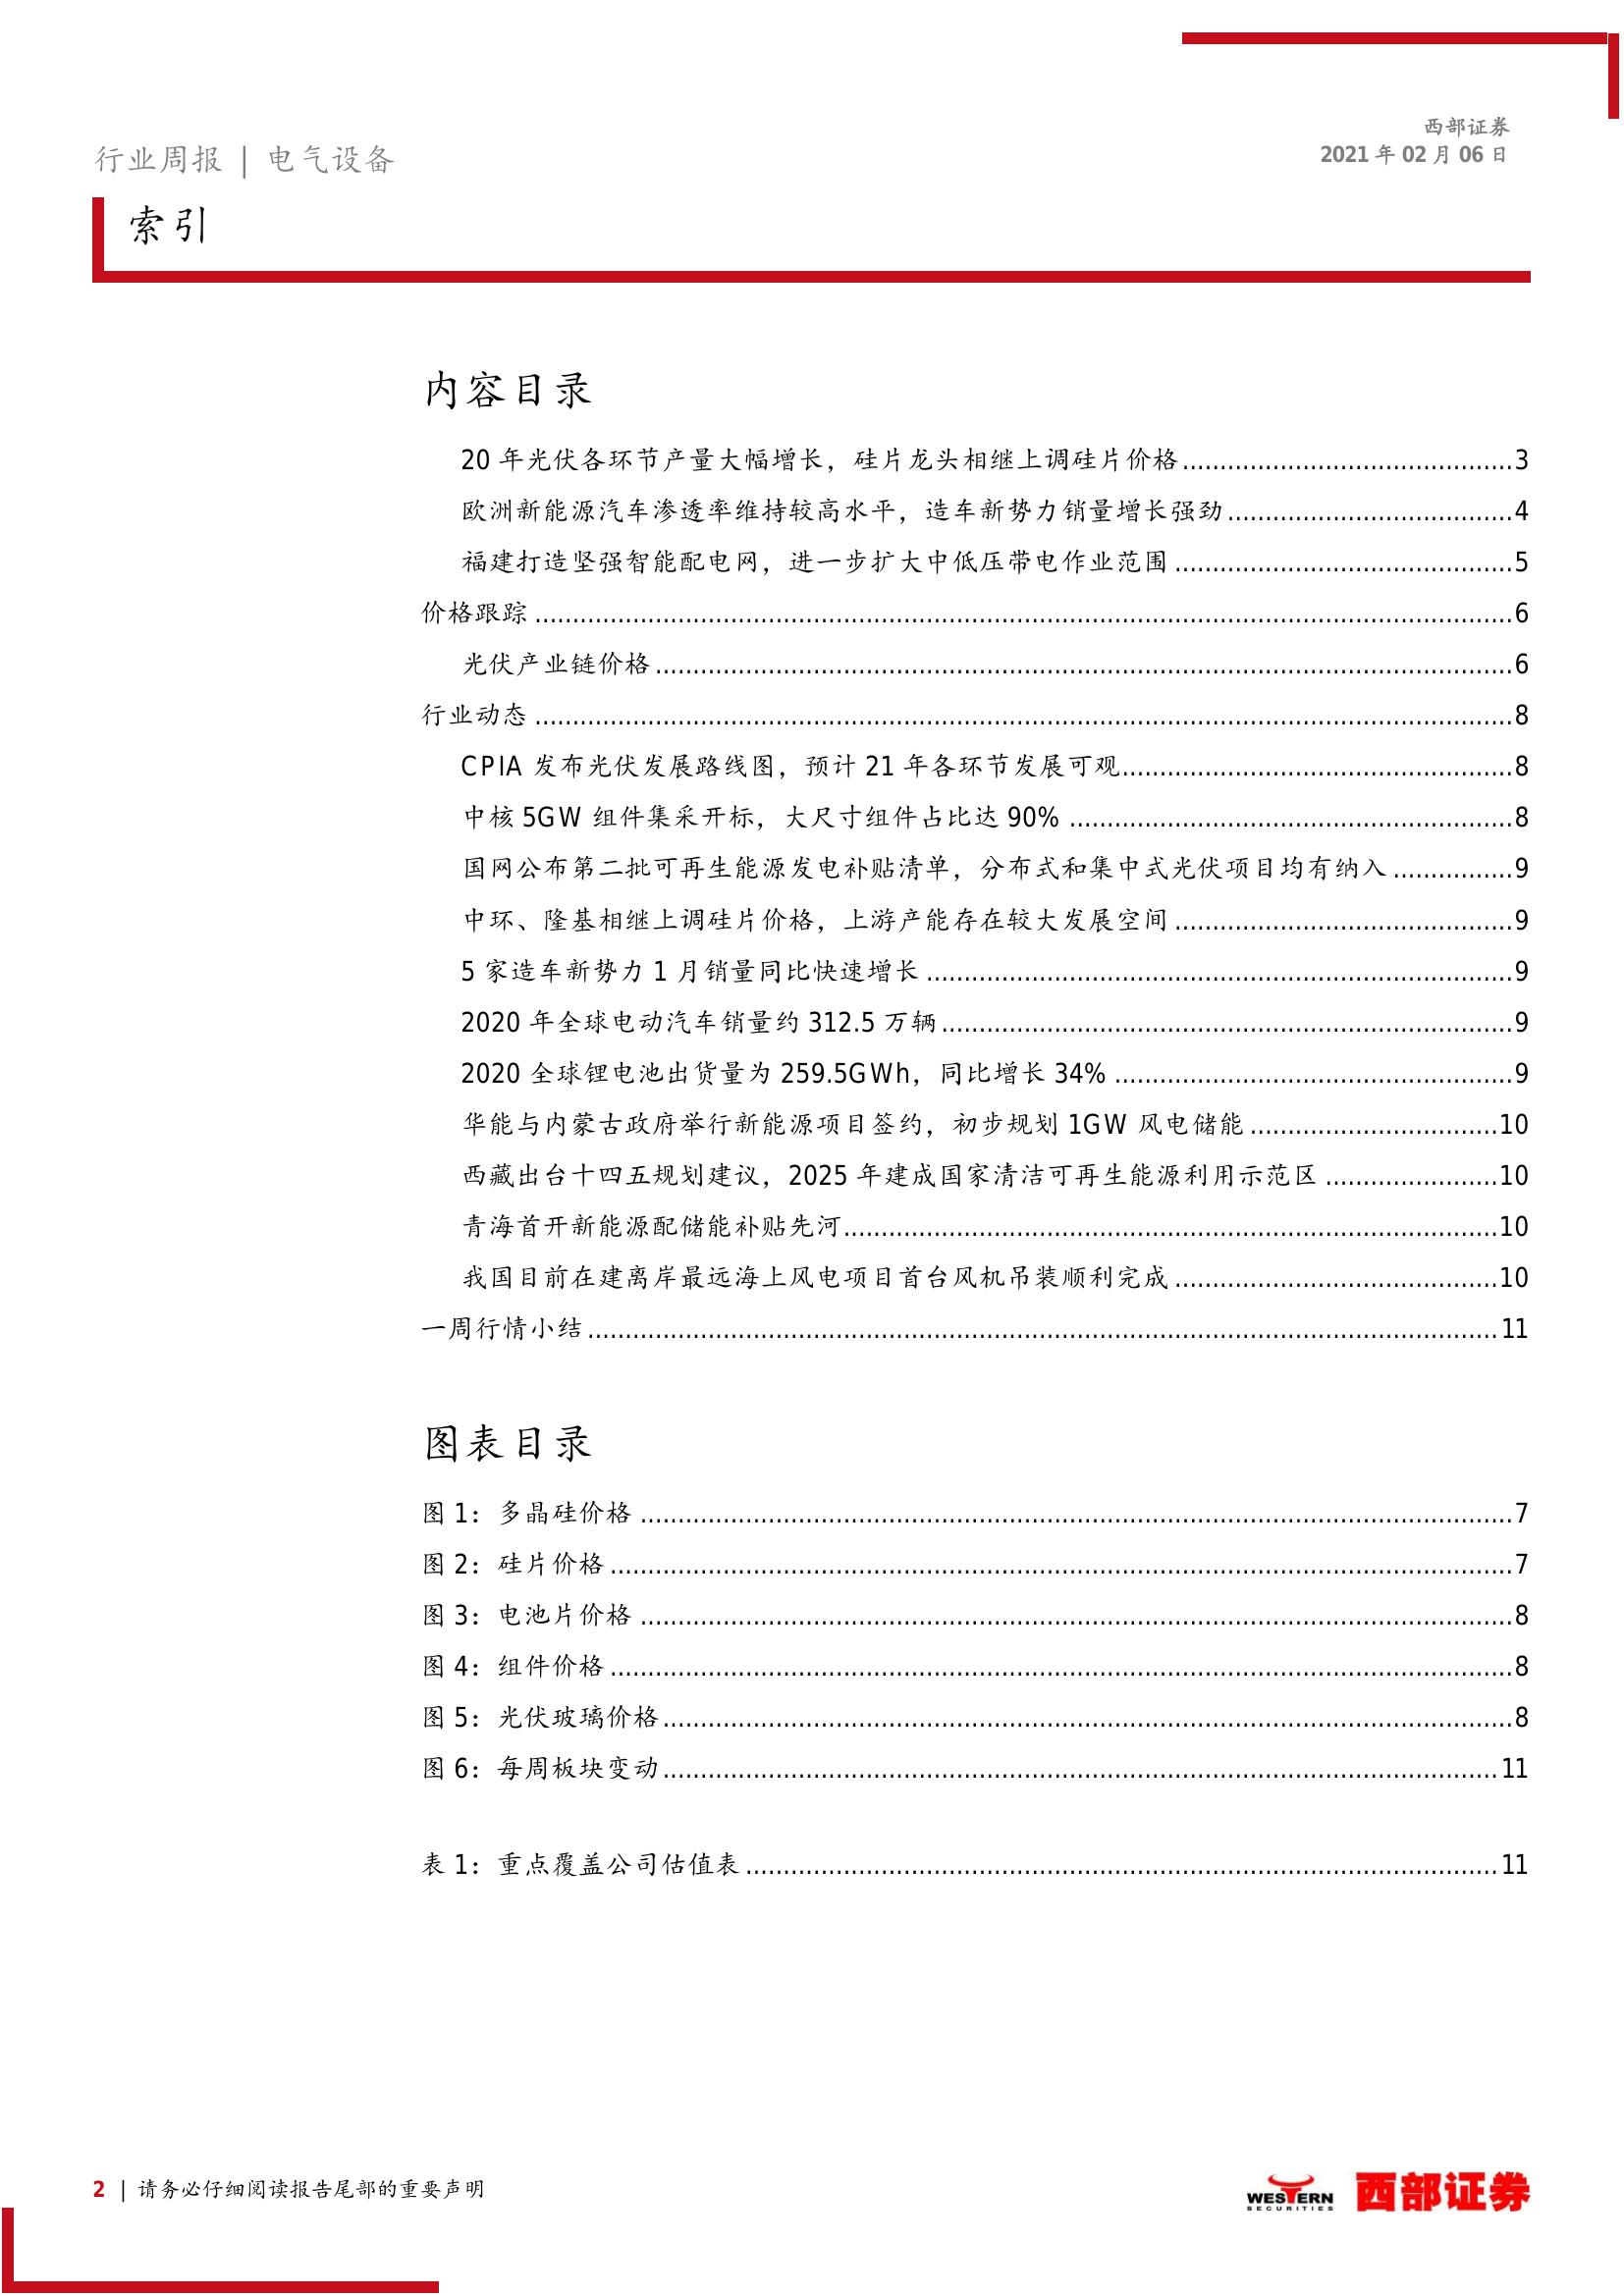 西部证券
行业周报 | 电气设备
2021 年 02 月 06 日
索引
内容目录
20 年光伏各环节产量大幅增长，硅片龙头相继上调硅片价格............................................3
欧洲新能源汽车渗透率维持较高水平，造车新势力销量增长强劲......................................4
福建打造坚强智能配电网，进一步扩大中低压带电作业范围.............................................5
价格跟踪..................................................................................................................................6
光伏产业链价格..................................................................................................................6
行业动态..................................................................................................................................8
CPIA 发布光伏发展路线图，预计 21 年各环节发展可观....................................................8
中核 5GW 组件集采开标，大尺寸组件占比达 90%...........................................................8
国网公布第二批可再生能源发电补贴清单，分布式和集中式光伏项目均有纳入................9
中环、隆基相继上调硅片价格，上游产能存在较大发展空间.............................................9
5 家造车新势力 1 月销量同比快速增长..............................................................................9
2020 年全球电动汽车销量约 312.5 万辆............................................................................9
2020 全球锂电池出货量为 259.5GWh，同比增长 34%.....................................................9
华能与内蒙古政府举行新能源项目签约，初步规划 1GW 风电储能.................................10
西藏出台十四五规划建议，2025 年建成国家清洁可再生能源利用示范区.......................10
青海首开新能源配储能补贴先河.......................................................................................10
我国目前在建离岸最远海上风电项目首台风机吊装顺利完成...........................................10
一周行情小结.........................................................................................................................11
图表目录
图 1：多晶硅价格....................................................................................................................7
图 2：硅片价格........................................................................................................................7
图 3：电池片价格....................................................................................................................8
图 4：组件价格........................................................................................................................8
图 5：光伏玻璃价格.................................................................................................................8
图 6：每周板块变动...............................................................................................................11
表 1：重点覆盖公司估值表....................................................................................................11
2 | 请务必仔细阅读报告尾部的重要声明
WESTERN
SECURITIES
西部证券